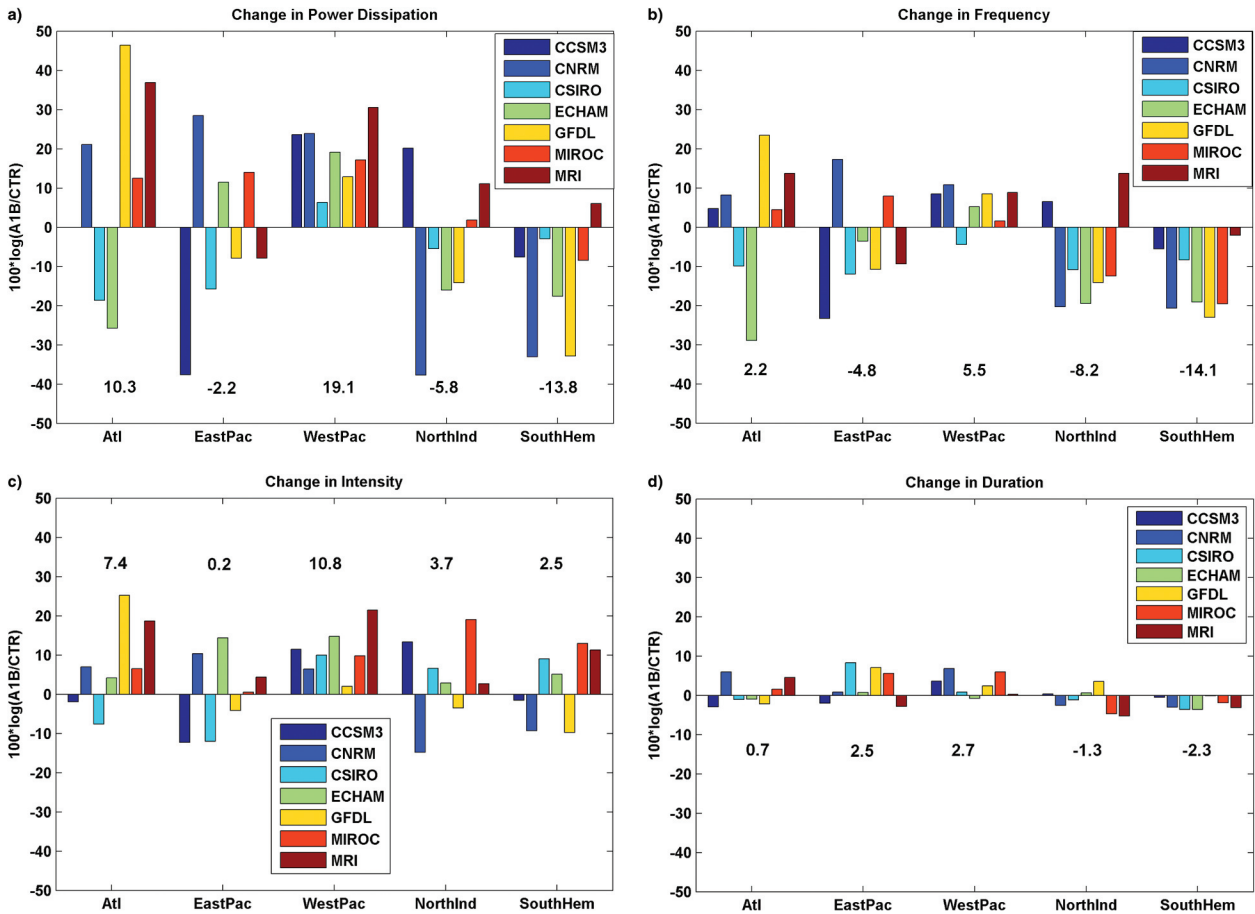 a)
Change in Power Dissipation
100*log(A1B/CTR)
50
40
30
20
10
0
-10
-20
-30
-40
-50
CCSM3
CNRM
CSIRO
ECHAM
GFDL
MIROC
MRI
10.3 -2.2 19.1 -5.8 -13.8
Atl EastPac WestPac NorthInd SouthHem
b)
Change in Frequency
100*log(A1B/CTR)
50
40
30
20
10
0
-10
-20
-30
-40
-50
CCSM3
CNRM
CSIRO
ECHAM
GFDL
MIROC
MRI
2.2 -4.8 5.5 -8.2 -14.1
Atl EastPac WestPac NorthInd SouthHem
c)
Change in Intensity
100*log(A1B/CTR)
50
40
30
20
10
0
-10
-20
-30
-40
-50
7.4 0.2 10.8 3.7 2.5
CCSM3
CNRM
CSIRO
ECHAM
GFDL
MIROC
MRI
Atl EastPac WestPac NorthInd SouthHem
d)
Change in Duration
100*log(A1B/CTR)
50
40
30
20
10
0
-10
-20
-30
-40
-50
CCSM3
CNRM
CSIRO
ECHAM
GFDL
MIROC
MRI
0.7 2.5 2.7 -1.3 -2.3
Atl EastPac WestPac NorthInd SouthHem